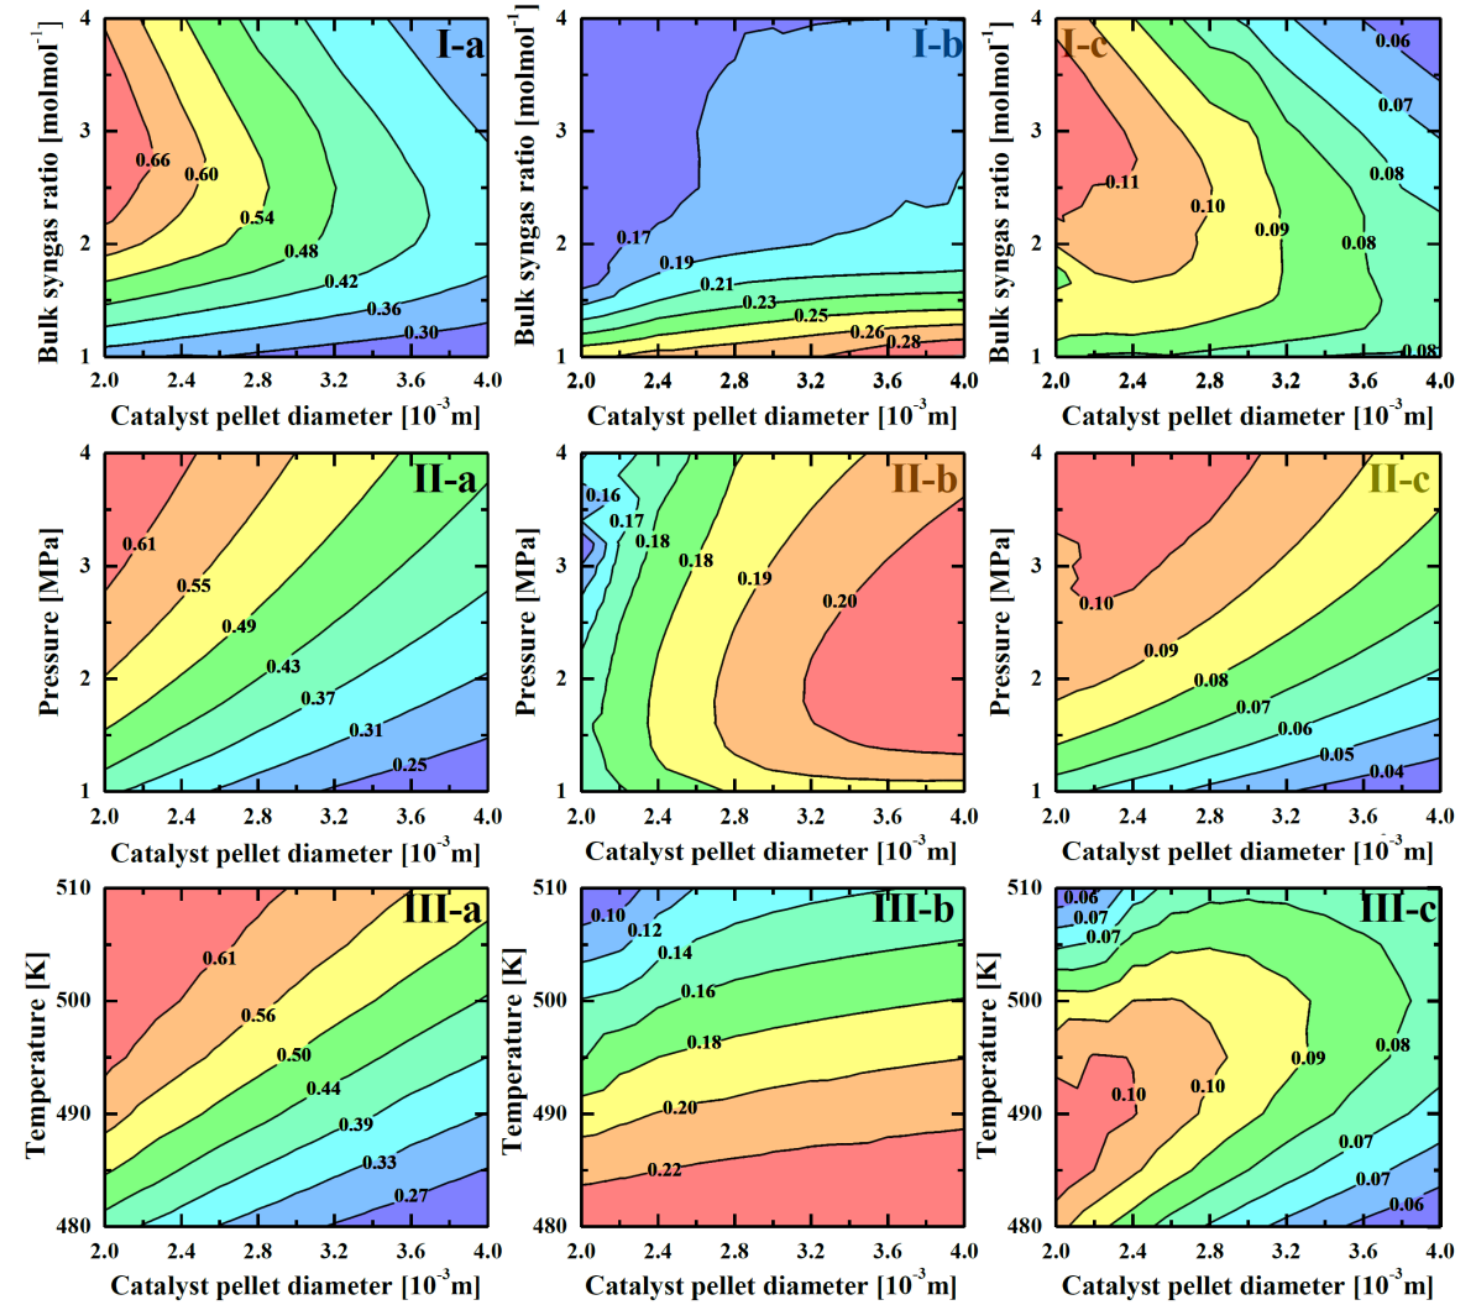 I-a
Bulk syngas ratio [molmol-1]
4
3
2
1
0.66
0.60
0.54
0.48
0.42
0.36
0.30
2.0 2.4 2.8 3.2 3.6 4.0
Catalyst pellet diameter [10-3m]
I-b
Bulk syngas ratio [molmol-1]
4
3
2
1
0.17
0.19
0.21
0.23
0.25
0.26
0.28
2.0 2.4 2.8 3.2 3.6 4.0
Catalyst pellet diameter [10-3m]
I-c
Bulk syngas ratio [molmol-1]
4
3
2
1
0.06
0.07
0.08
0.11
0.10
0.09
0.08
0.08
2.0 2.4 2.8 3.2 3.6 4.0
Catalyst pellet diameter [10-3m]
II-a
Pressure [MPa]
4
3
2
1
0.61
0.55
0.49
0.43
0.37
0.31
0.25
2.0 2.4 2.8 3.2 3.6 4.0
Catalyst pellet diameter [10-3m]
II-b
Pressure [MPa]
4
3
2
1
0.16
0.17
0.18
0.18
0.19
0.20
2.0 2.4 2.8 3.2 3.6 4.0
Catalyst pellet diameter [10-3m]
II-c
Pressure [MPa]
4
3
2
1
0.10
0.09
0.08
0.07
0.06
0.05
0.04
2.0 2.4 2.8 3.2 3.6 4.0
Catalyst pellet diameter [10-3m]
III-a
Temperature [K]
510
500
490
480
0.61
0.56
0.50
0.44
0.39
0.33
0.27
2.0 2.4 2.8 3.2 3.6 4.0
Catalyst pellet diameter [10-3m]
III-b
Temperature [K]
510
500
490
480
0.10
0.12
0.14
0.16
0.18
0.20
0.22
2.0 2.4 2.8 3.2 3.6 4.0
Catalyst pellet diameter [10-3m]
III-c
Temperature [K]
510
500
490
480
0.06
0.07
0.07
0.08
0.09
0.10
0.10
0.07
0.07
0.06
2.0 2.4 2.8 3.2 3.6 4.0
Catalyst pellet diameter [10-3m]